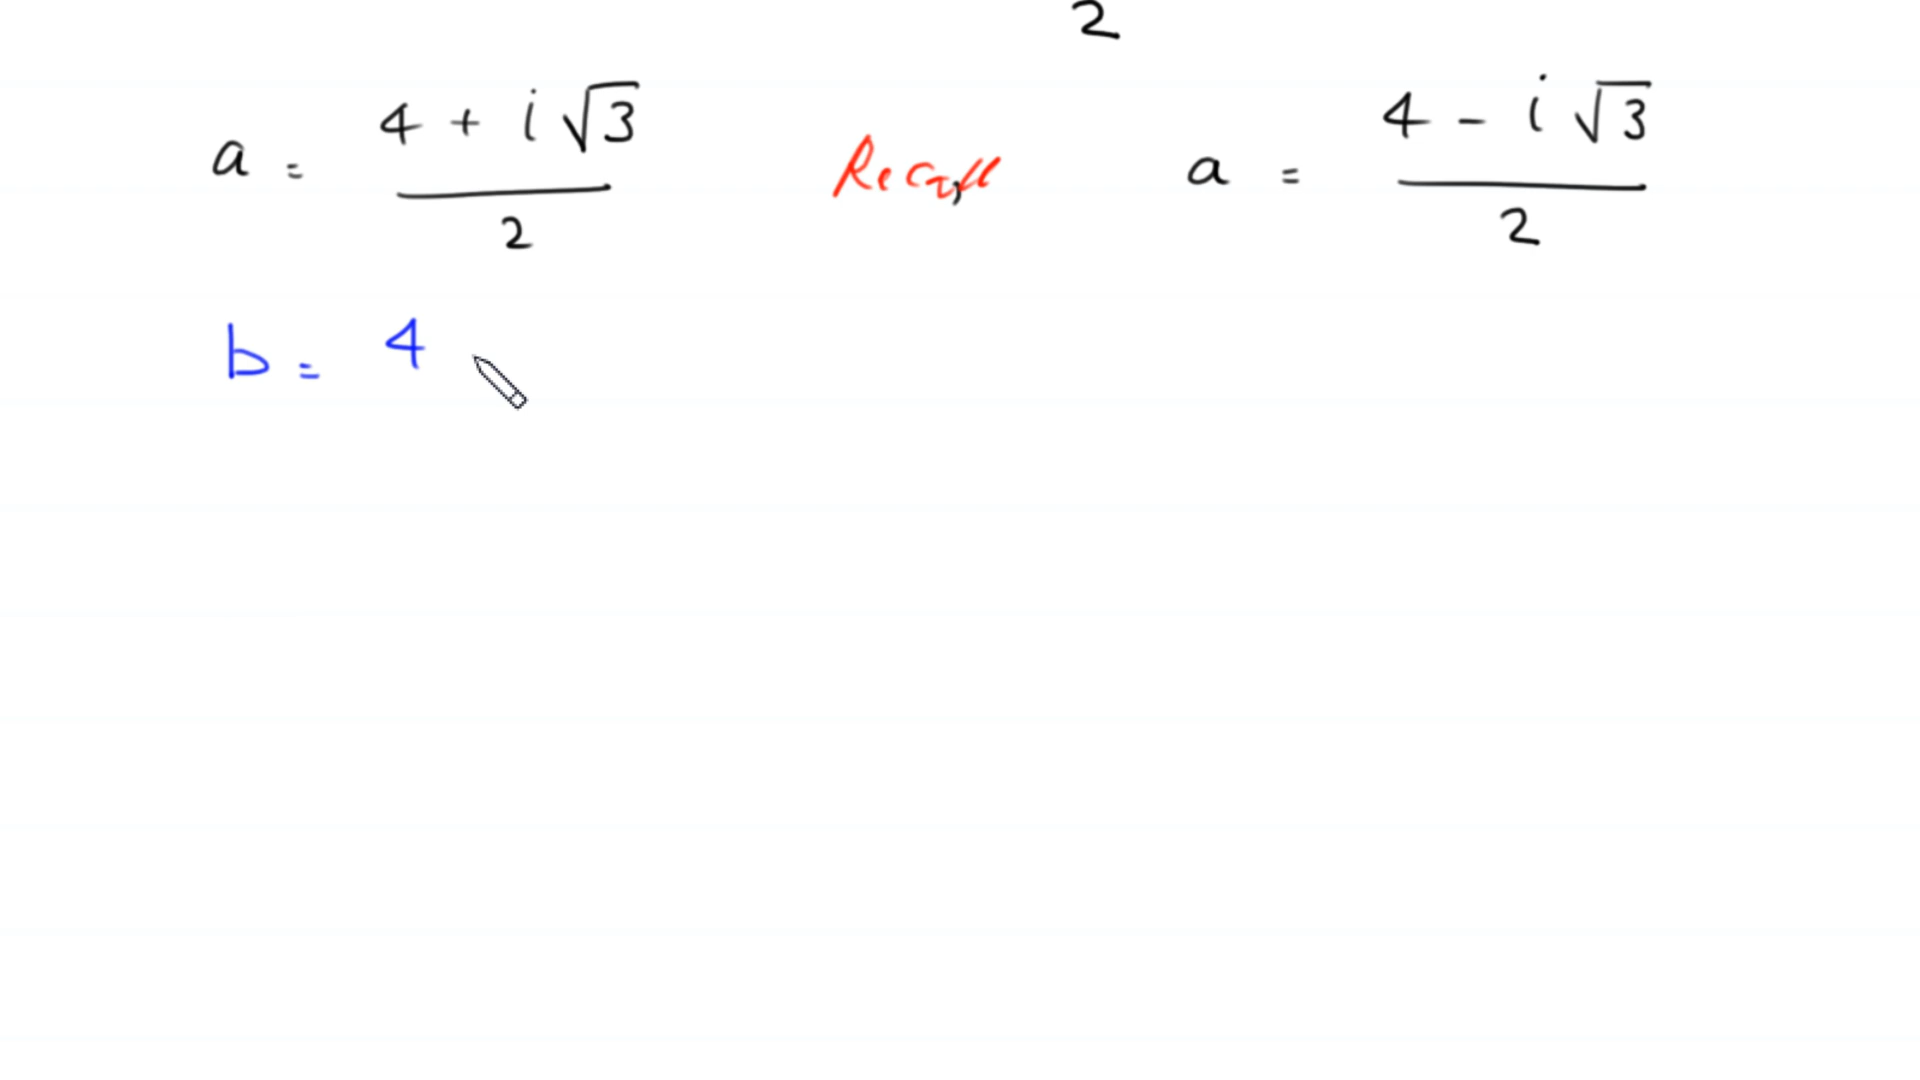 2
a = (4 + i√3)/2 Recall, a = (4 - i√3)/2
b = 4